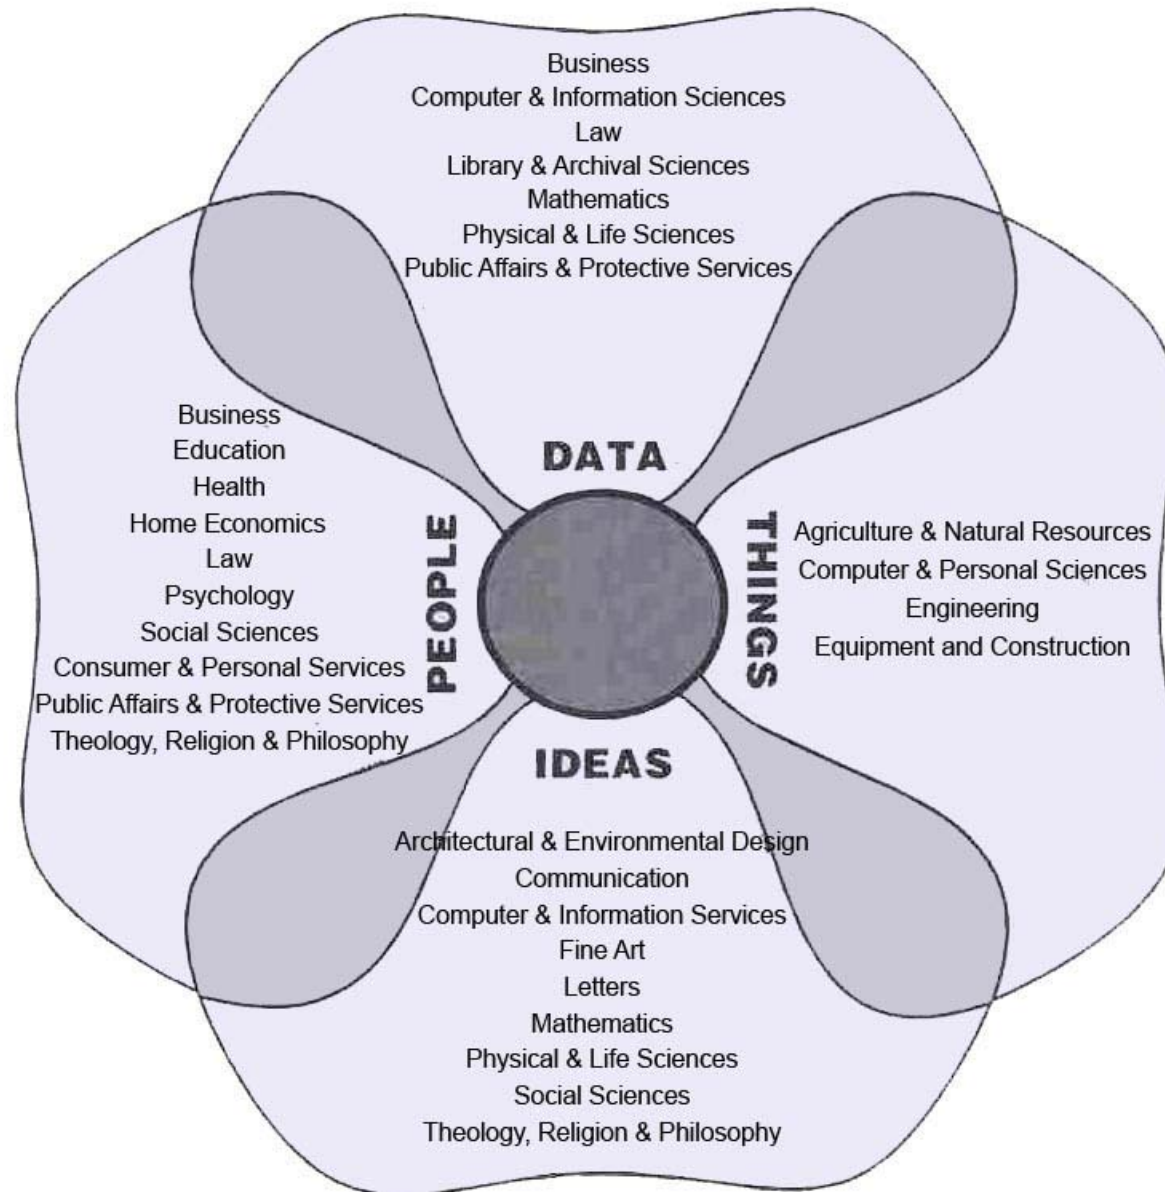 Business
Computer & Information Sciences
Law
Library & Archival Sciences
Mathematics
Physical & Life Sciences
Public Affairs & Protective Services
DATA
Business
Education
Health
Home Economics
Law
Psychology
Social Sciences
Consumer & Personal Services
Public Affairs & Protective Services
Theology, Religion & Philosophy
PEOPLE
THINGS
Agriculture & Natural Resources
Computer & Personal Sciences
Engineering
Equipment and Construction
IDEAS
Architectural & Environmental Design
Communication
Computer & Information Services
Fine Art
Letters
Mathematics
Physical & Life Sciences
Social Sciences
Theology, Religion & Philosophy